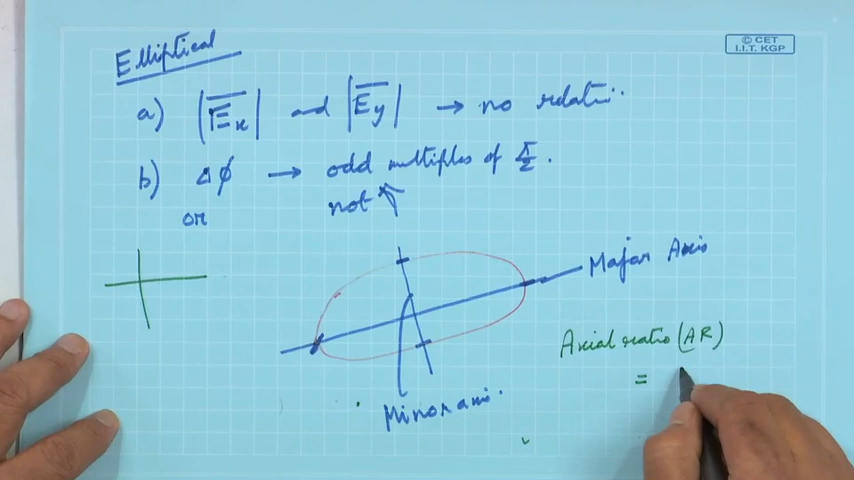 © CET
I.I.T. KGP
Elliptical
a) |Ex| and |Ey| → no relati..
b) Δφ → odd multiples of π/2.
or not
Major Axis
Axial ratio (AR)
=
Minor axis.